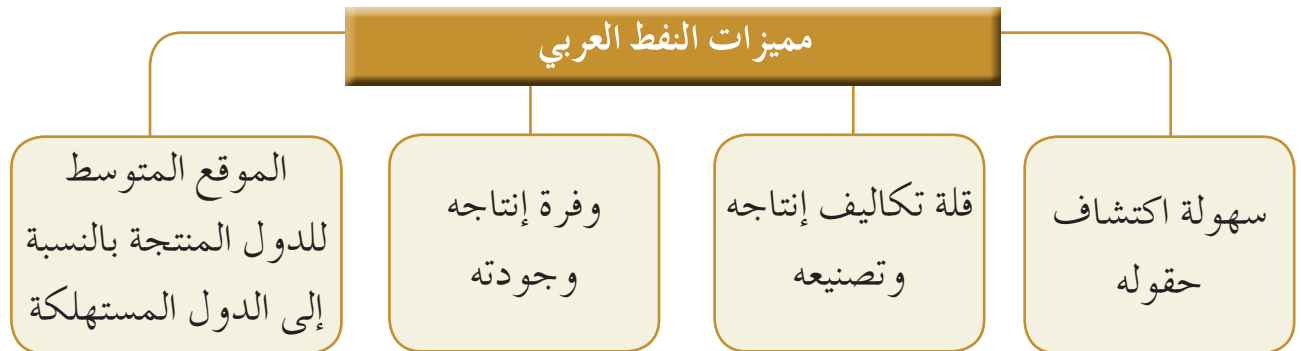 مميزات النفط العربي
سهولة اكتشاف
حقوله
قلة تكاليف إنتاجه
وتصنيعه
وفرة إنتاجه
وجودته
الموقع المتوسط
للدول المنتجة بالنسبة
إلى الدول المستهلكة